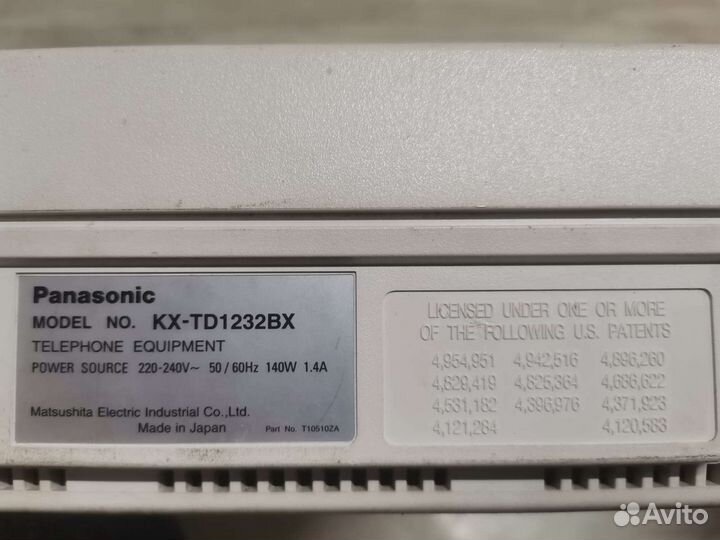 Panasonic
MODEL NO. KX-TD1232BX
TELEPHONE EQUIPMENT
POWER SOURCE 220-240V~ 50/60Hz 140W 1.4A
Matsushita Electric Industrial Co.,Ltd.
Made in Japan Part No. T10510ZA
LICENSED UNDER ONE OR MORE
OF THE FOLLOWING U.S. PATENTS
4,954,951 4,942,516 4,896,260
4,829,419 4,825,364 4,686,622
4,531,182 4,396,976 4,371,923
4,121,284 4,120,583
Avito